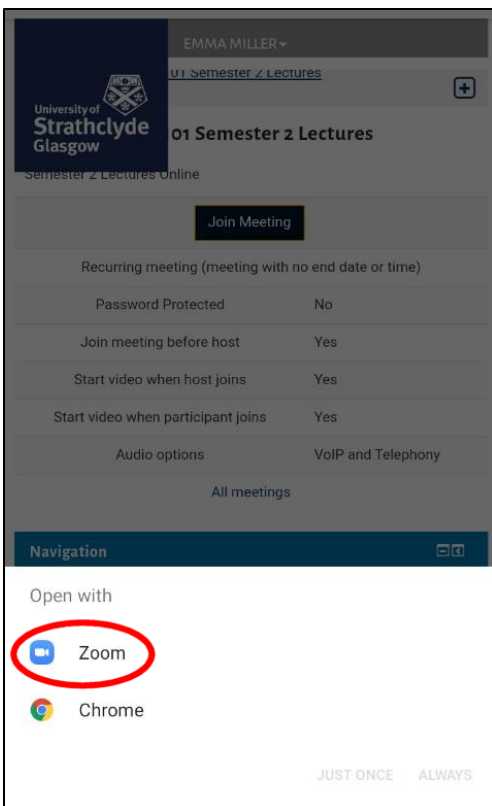 EMMA MILLER
01 Semester 2 Lectures
University of
Strathclyde
Glasgow
01 Semester 2 Lectures
Semester 2 Lectures Online
Join Meeting
Recurring meeting (meeting with no end date or time)
Password Protected No
Join meeting before host Yes
Start video when host joins Yes
Start video when participant joins Yes
Audio options VoIP and Telephony
All meetings
Navigation
Open with
Zoom
Chrome
JUST ONCE ALWAYS